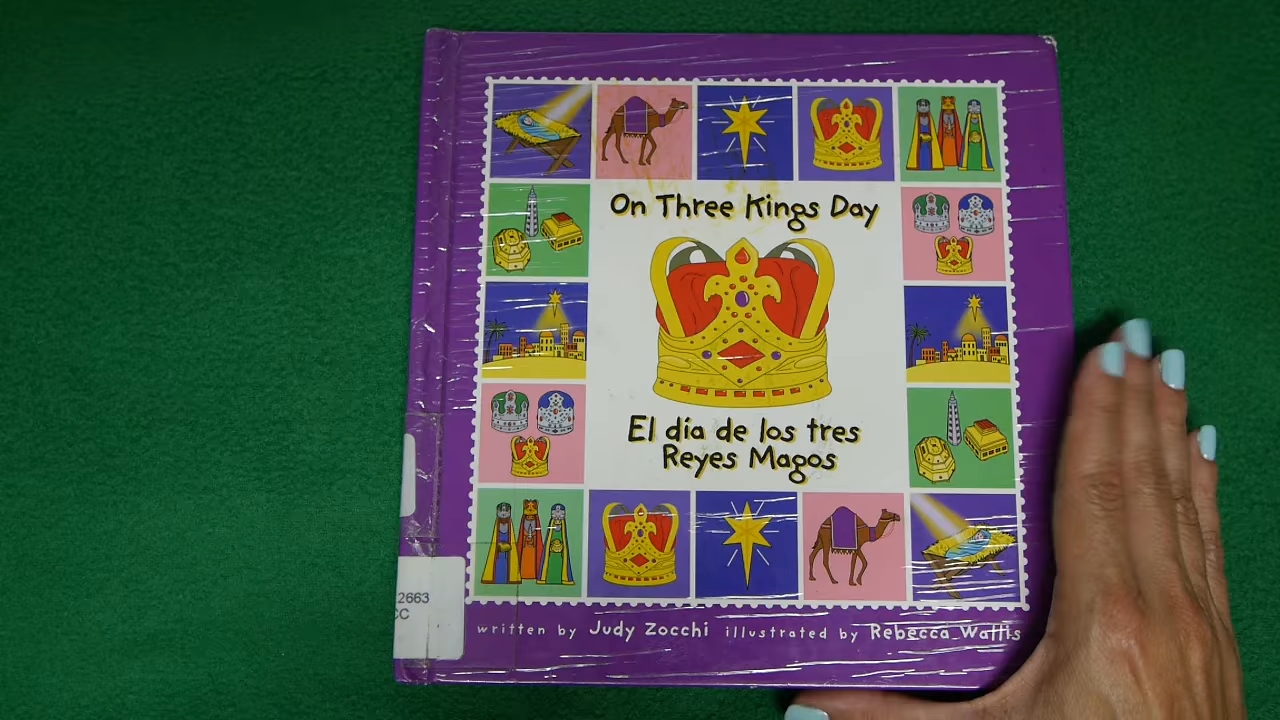 On Three Kings Day
El día de los tres
Reyes Magos
2663
CC
written by Judy Zocchi illustrated by Rebecca Wallis